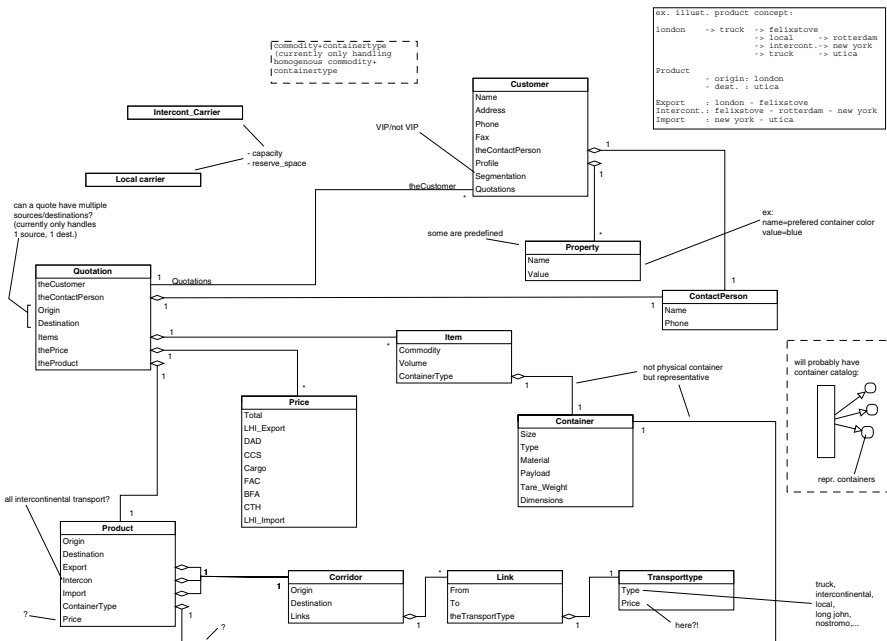 ex. illust. product concept:
london -> truck -> felixstove
-> local -> rotterdam
-> intercont.-> new york
-> truck -> utica
Product
- origin: london
- dest. : utica
Export : london - felixstove
Intercont.: felixstove - rotterdam - new york
Import : new york - utica
commodity+containertype
(currently only handling
homogenous commodity+
containertype
Customer
Name
Address
Phone
Fax
theContactPerson
Profile
Segmentation
Quotations
Intercont_Carrier
VIP/not VIP
- capacity
- reserve_space
Local carrier
theCustomer
*
1
1
can a quote have multiple
sources/destinations?
(currently only handles
1 source, 1 dest.)
some are predefined
*
ex:
name=prefered container color
value=blue
Property
Name
Value
Quotation
theCustomer
theContactPerson
Origin
Destination
Items
thePrice
theProduct
1
Quotations
1
1
1
1
1
1
1
ContactPerson
Name
Phone
*
Item
Commodity
Volume
ContainerType
1
not physical container
but representative
will probably have
container catalog:
repr. containers
*
Price
Total
LHI_Export
DAD
CCS
Cargo
FAC
BFA
CTH
LHI_Import
1
1
Container
Size
Type
Material
Payload
Tare_Weight
Dimensions
all intercontinental transport?
1
Product
Origin
Destination
Export
Intercon
Import
ContainerType
Price
1
1
1
?
?
Corridor
Origin
Destination
Links
*
1
Link
From
To
theTransportType
1
1
Transporttype
Type
Price
here?!
truck,
intercontinental,
local,
long john,
nostromo,...